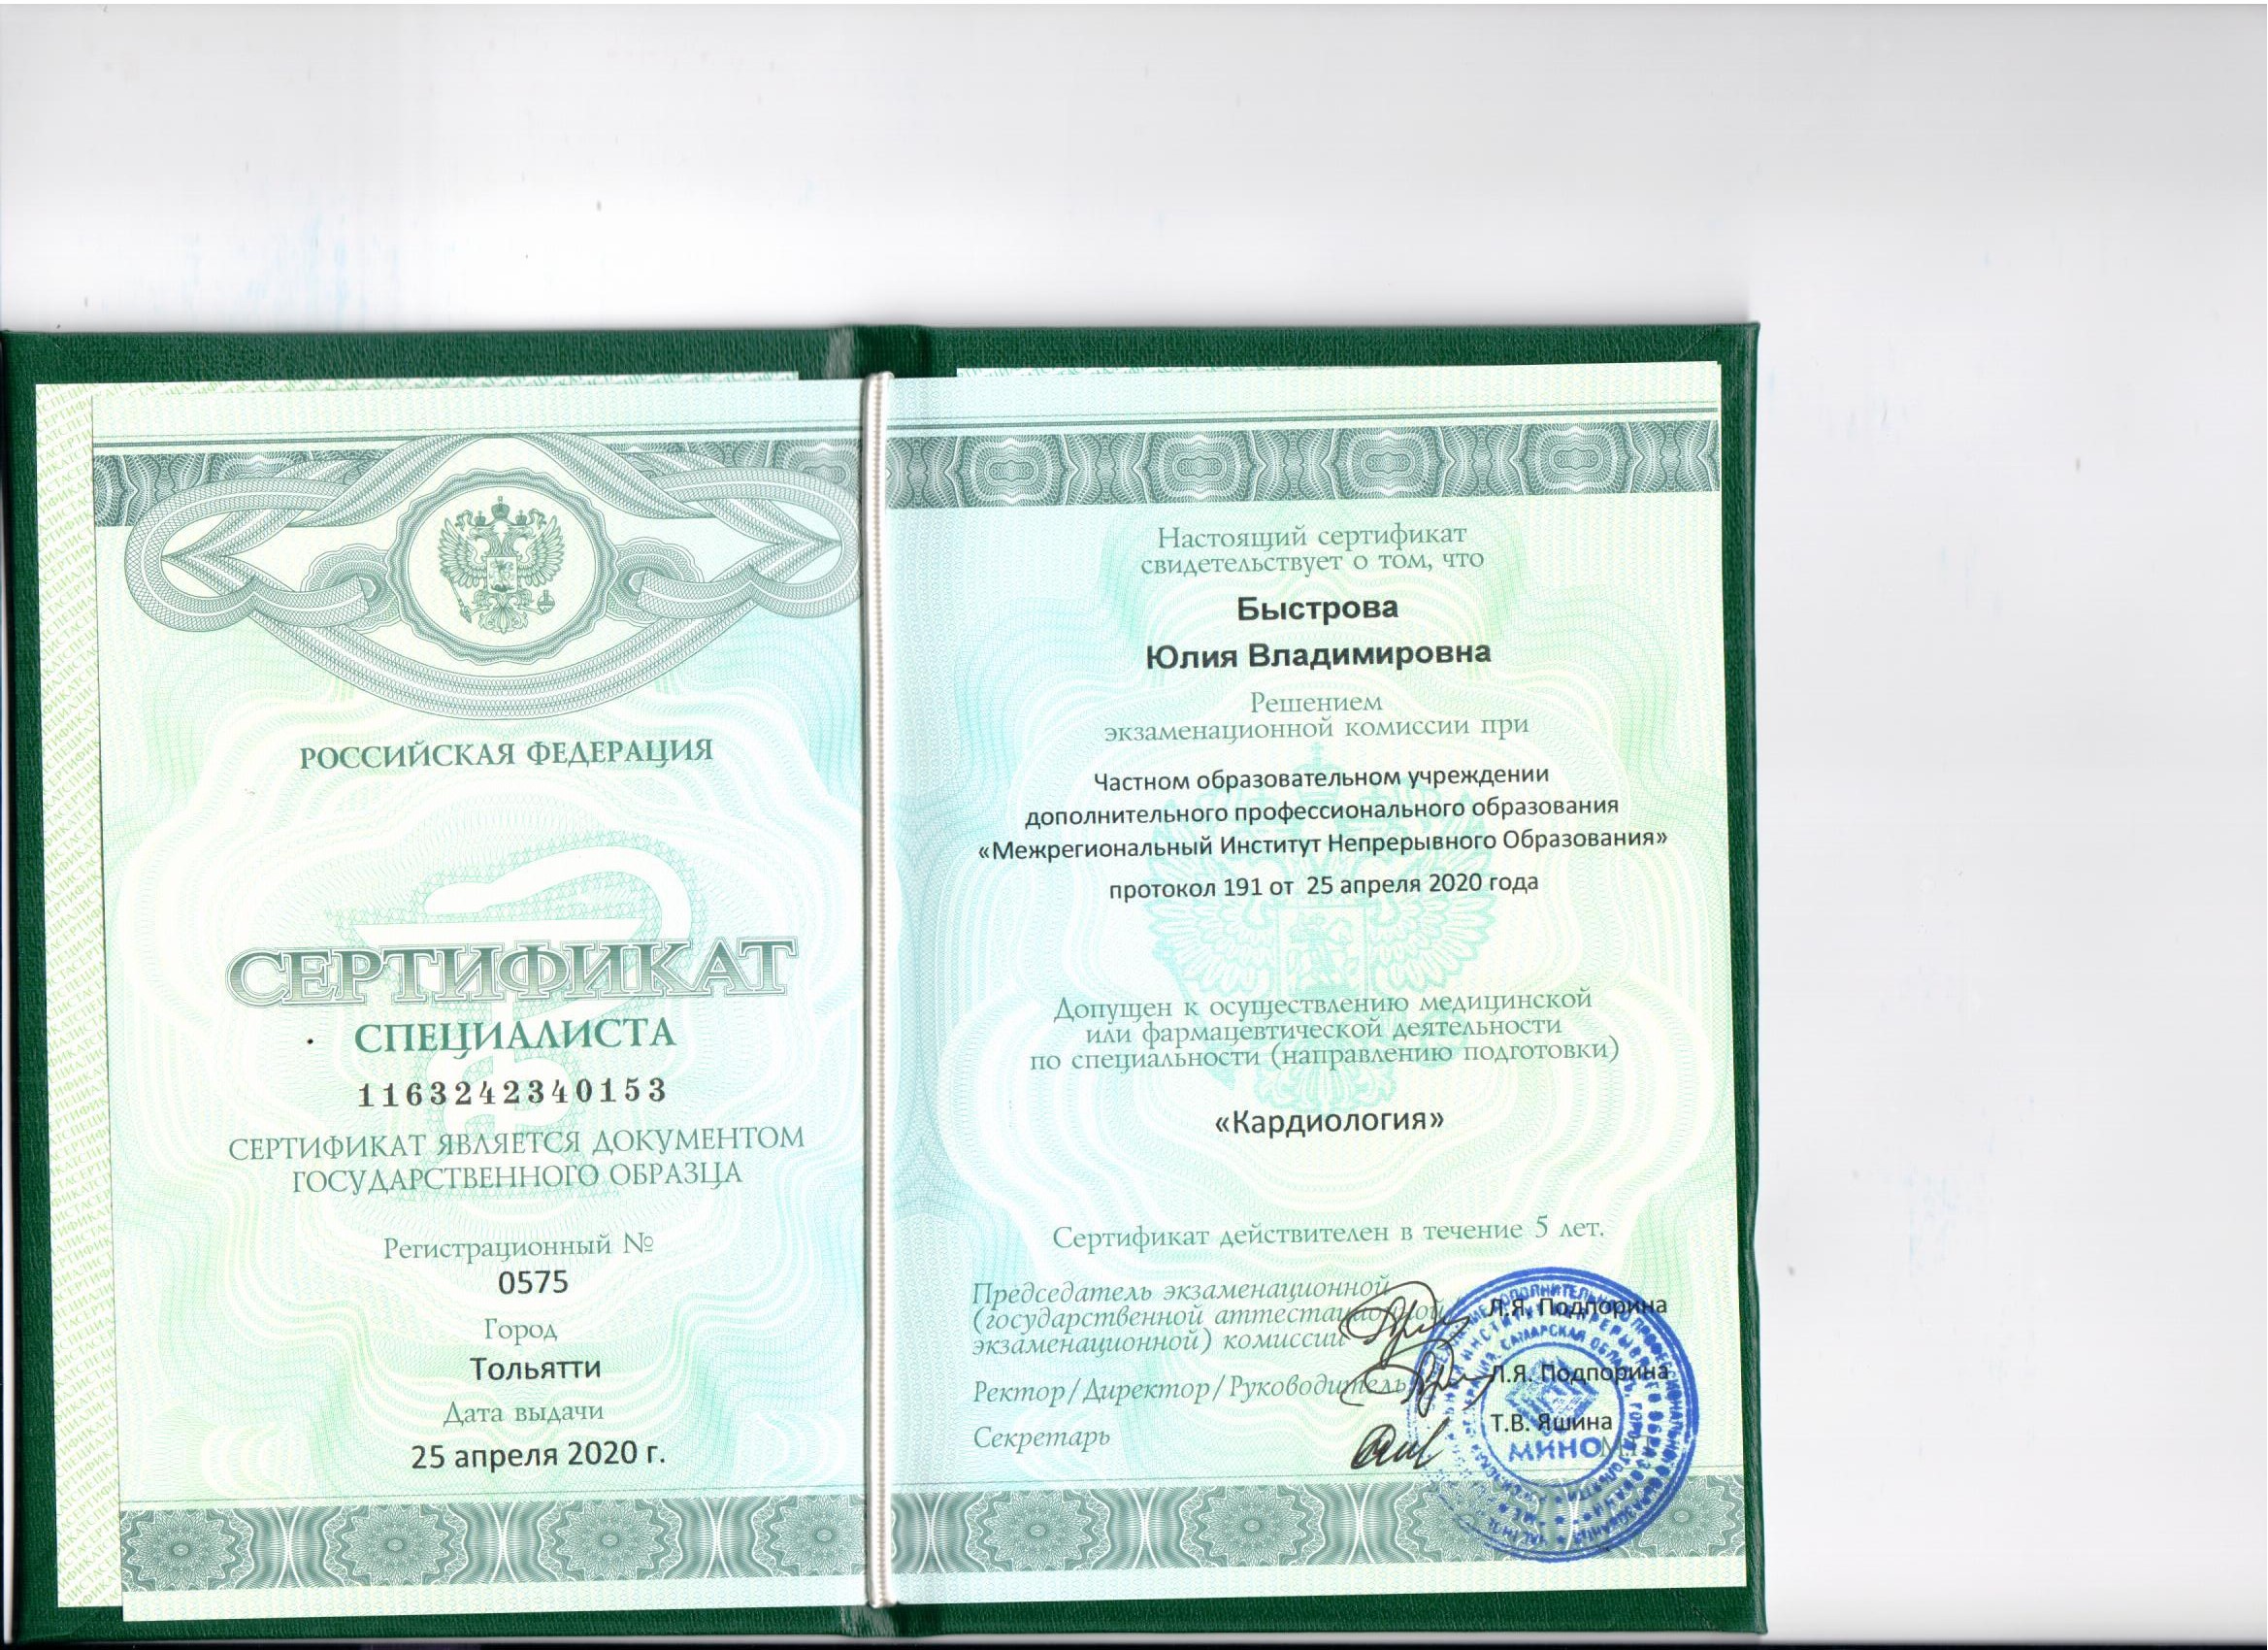 РОССИЙСКАЯ ФЕДЕРАЦИЯ
СЕРТИФИКАТ
СПЕЦИАЛИСТА
1163242340153
СЕРТИФИКАТ ЯВЛЯЕТСЯ ДОКУМЕНТОМ
ГОСУДАРСТВЕННОГО ОБРАЗЦА
Регистрационный №
0575
Город
Тольятти
Дата выдачи
25 апреля 2020 г.
Настоящий сертификат
свидетельствует о том, что
Быстрова
Юлия Владимировна
Решением
экзаменационной комиссии при
Частном образовательном учреждении
дополнительного профессионального образования
«Межрегиональный Институт Непрерывного Образования»
протокол 191 от 25 апреля 2020 года
Допущен к осуществлению медицинской
или фармацевтической деятельности
по специальности (направлению подготовки)
«Кардиология»
Сертификат действителен в течение 5 лет.
Председатель экзаменационной
(государственной аттестационной
экзаменационной) комиссии
Л.Я. Подпорина
Ректор/Директор/Руководитель
Л.Я. Подпорина
Секретарь
Т.В. Яшина
МИНО